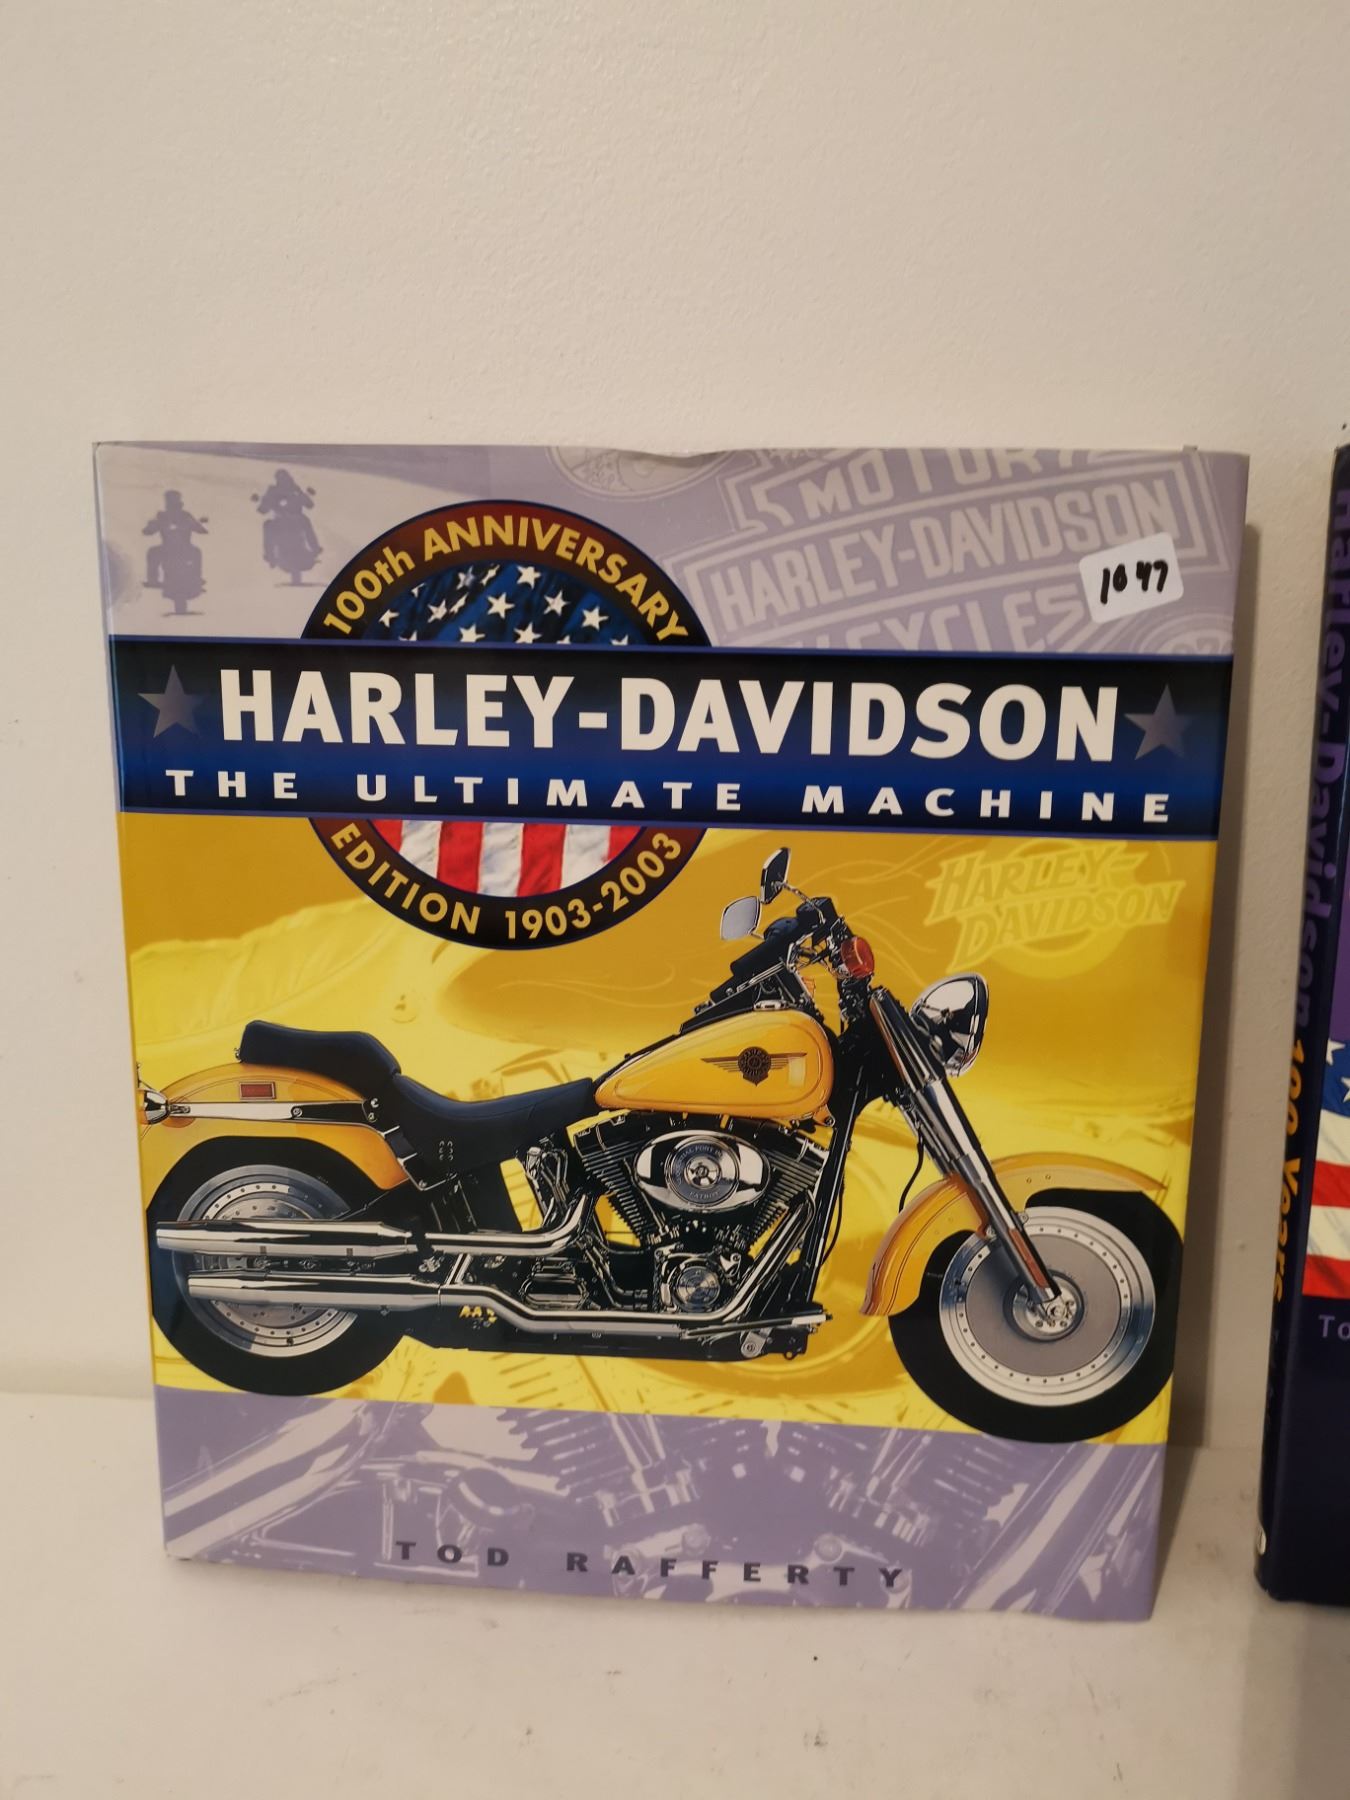 MOTOR
HARLEY-DAVIDSON
CYCLES
1047
100th ANNIVERSARY
HARLEY-DAVIDSON
THE ULTIMATE MACHINE
EDITION 1903-2003
HARLEY-
DAVIDSON
TOD RAFFERTY
Harley-Davidson 100 Years
To